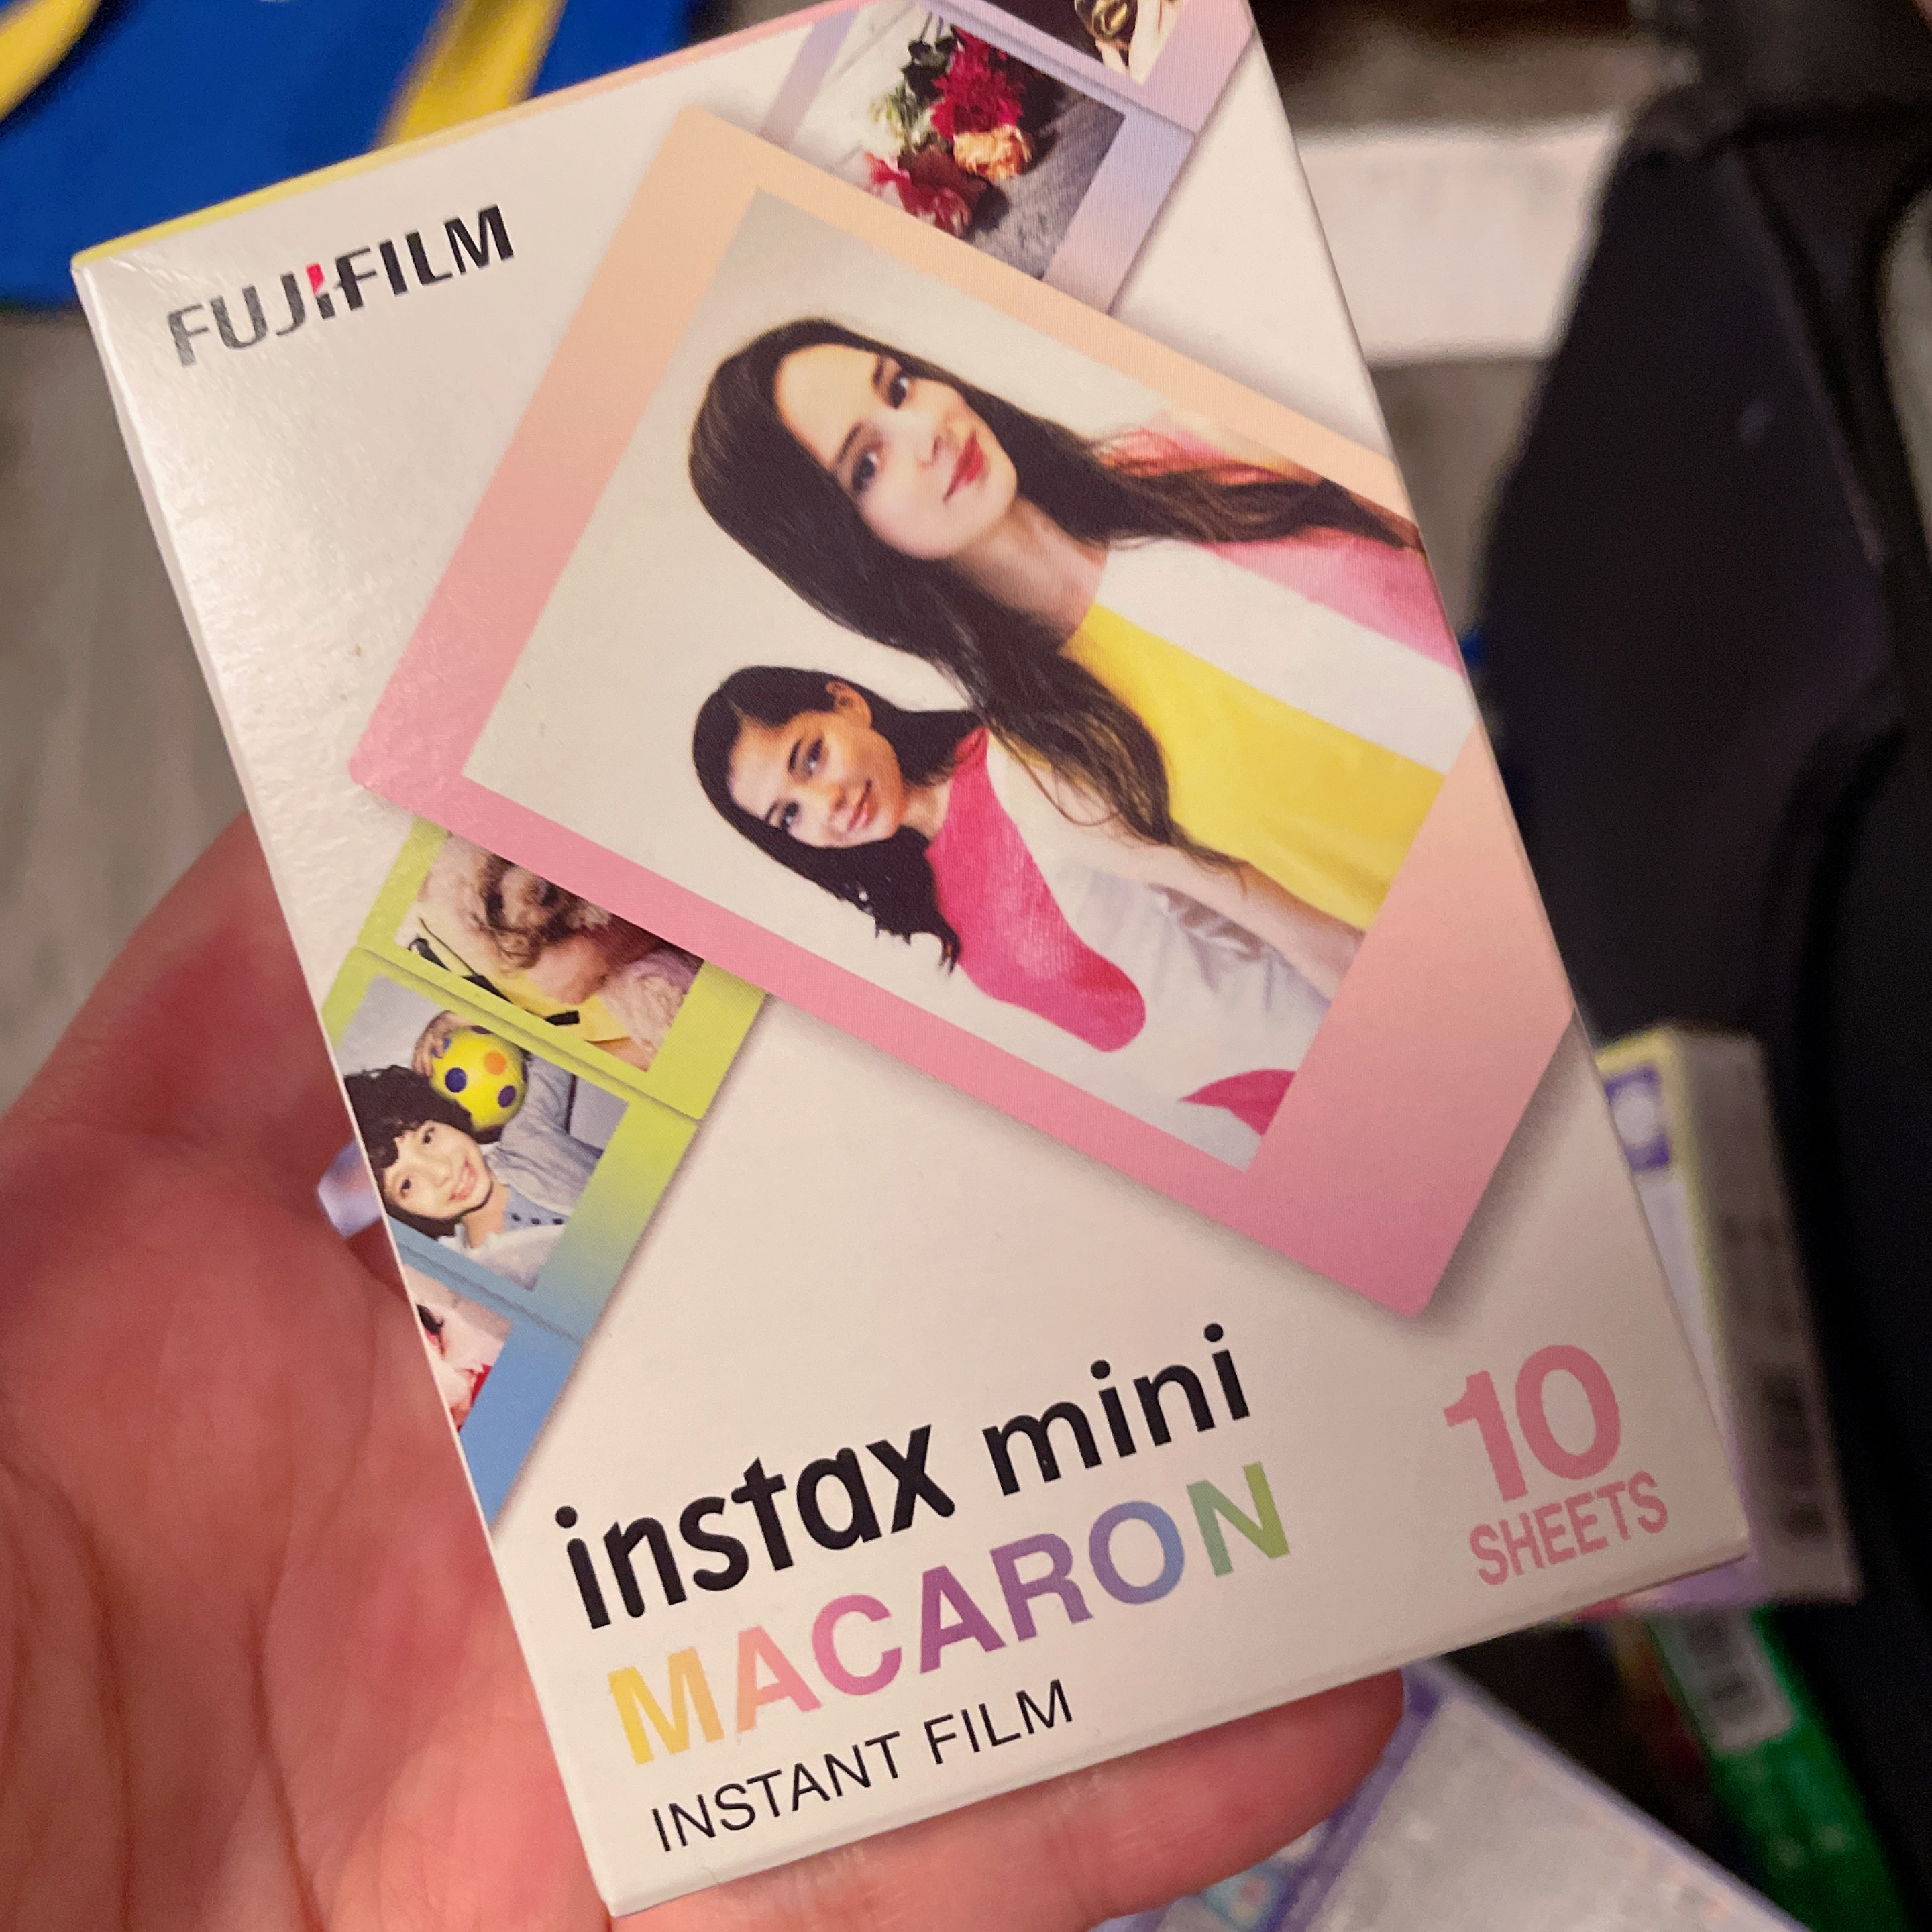 FUJIFILM
instax mini
MACARON
INSTANT FILM
10
SHEETS